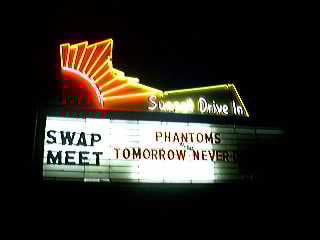 Sunset Drive In
SWAP
MEET
PHANTOMS
TOMORROW NEVER